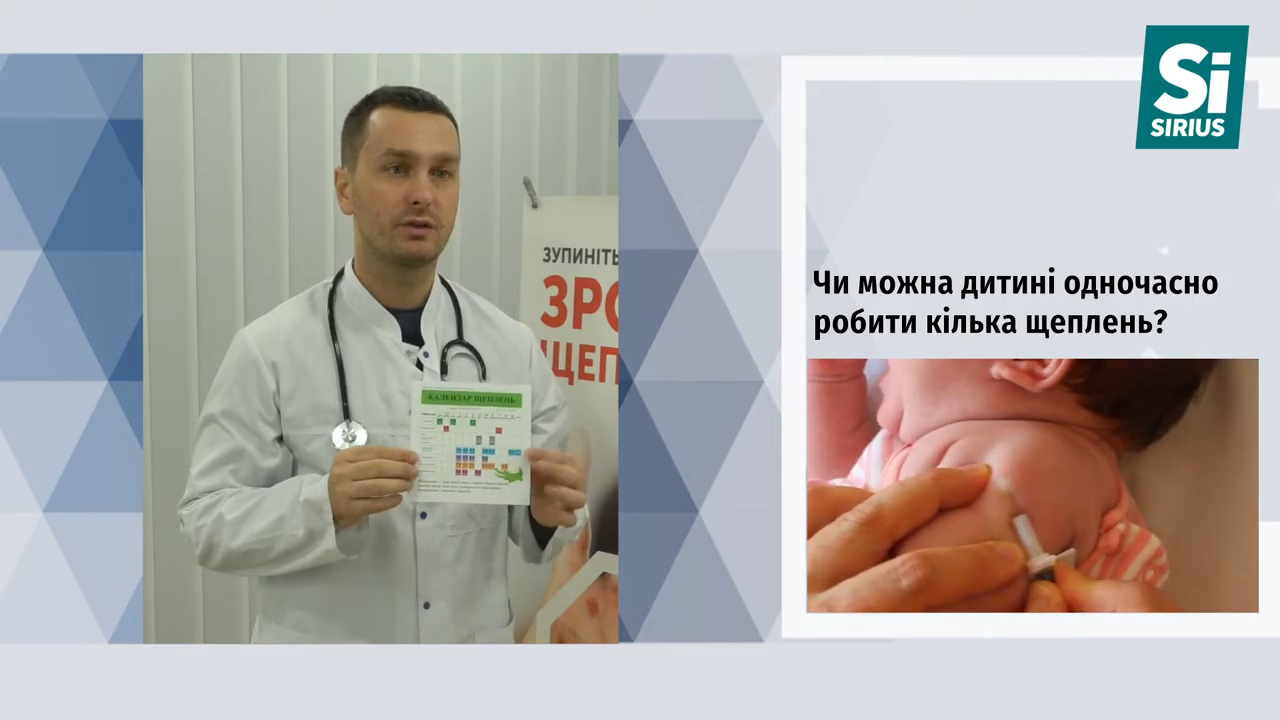 Si
SIRIUS
ЗУПИНІТЬ
ЗРО
ЩЕП
КАЛЕНДАР ЩЕПЛЕНЬ
Чи можна дитині одночасно
робити кілька щеплень?